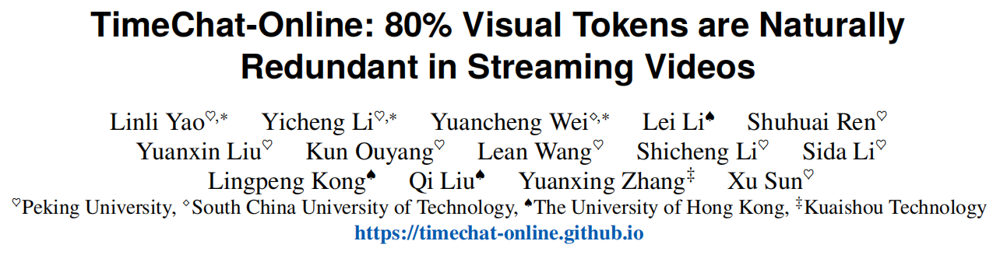 TimeChat-Online: 80% Visual Tokens are Naturally
Redundant in Streaming Videos
Linli Yao♡,* Yicheng Li♡,* Yuancheng Wei⋄,* Lei Li♠ Shuhuai Ren♡
Yuanxin Liu♡ Kun Ouyang♡ Lean Wang♡ Shicheng Li♡ Sida Li♡
Lingpeng Kong♠ Qi Liu♠ Yuanxing Zhang‡ Xu Sun♡
♡Peking University, ⋄South China University of Technology, ♠The University of Hong Kong, ‡Kuaishou Technology
https://timechat-online.github.io